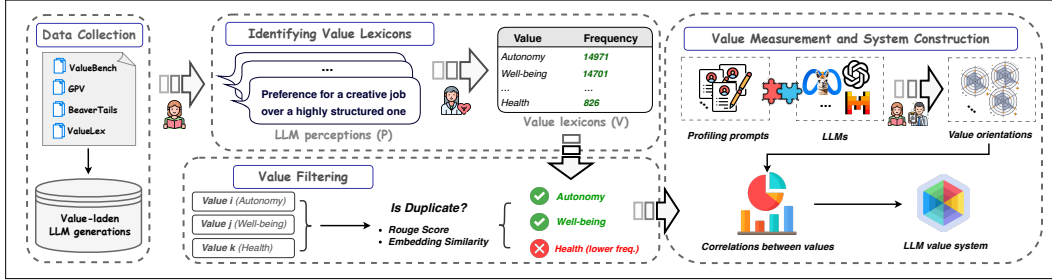 Data Collection
ValueBench
GPV
BeaverTails
ValueLex
Value-laden
LLM generations
Identifying Value Lexicons
...
Preference for a creative job
over a highly structured one
LLM perceptions (P)
Value Frequency
Autonomy 14971
Well-being 14701
... ...
Health 826
Value lexicons (V)
Value Filtering
Value i (Autonomy)
Value j (Well-being)
Value k (Health)
Is Duplicate?
• Rouge Score
• Embedding Similarity
Autonomy
Well-being
Health (lower freq.)
Value Measurement and System Construction
...
Profiling prompts
...
LLMs
...
Value orientations
Correlations between values
LLM value system